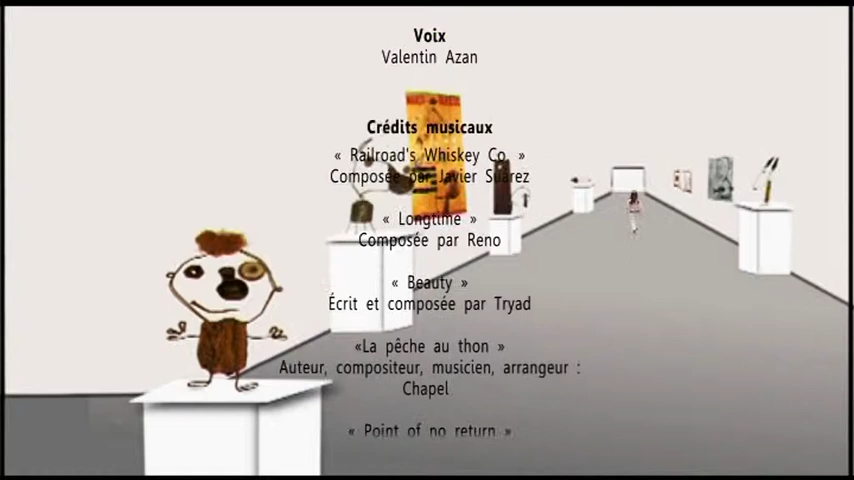 Voix
Valentin Azan
Crédits musicaux
« Railroad's Whiskey Co. »
Composée par Javier Suarez
« Longtime »
Composée par Reno
« Beauty »
Écrit et composée par Tryad
«La pêche au thon »
Auteur, compositeur, musicien, arrangeur :
Chapel
« Point of no return »